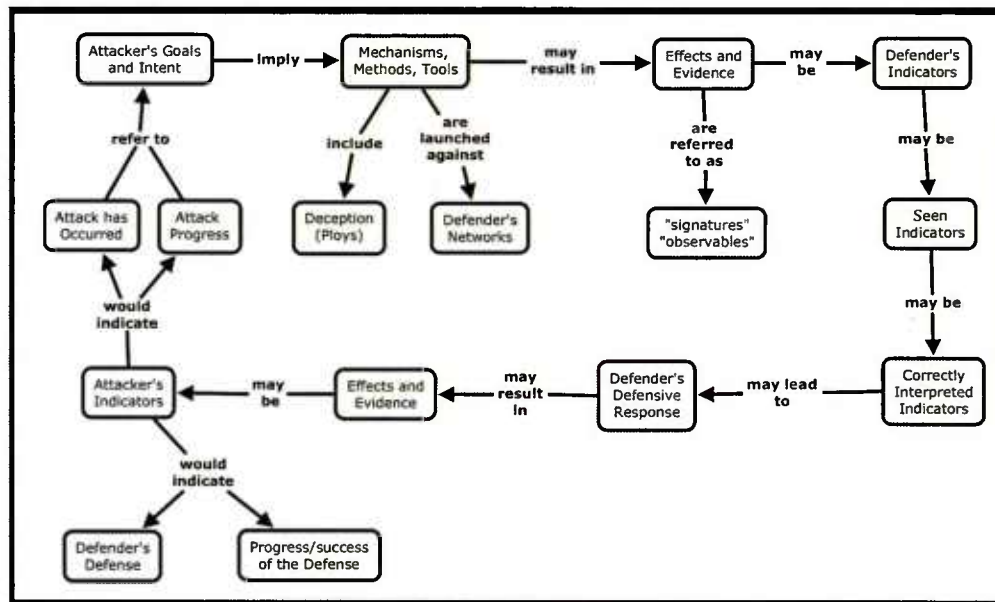 Attacker's Goals
and Intent
Imply
Mechanisms,
Methods, Tools
may
result in
Effects and
Evidence
may
be
Defender's
Indicators
refer to
include
are
launched
against
are
referred
to as
may be
Attack has
Occurred
Attack
Progress
Deception
(Ploys)
Defender's
Networks
"signatures"
"observables"
Seen
Indicators
would
indicate
may be
Attacker's
Indicators
may
be
Effects and
Evidence
may
result
in
Defender's
Defensive
Response
may lead
to
Correctly
Interpreted
Indicators
would
indicate
Defender's
Defense
Progress/success
of the Defense